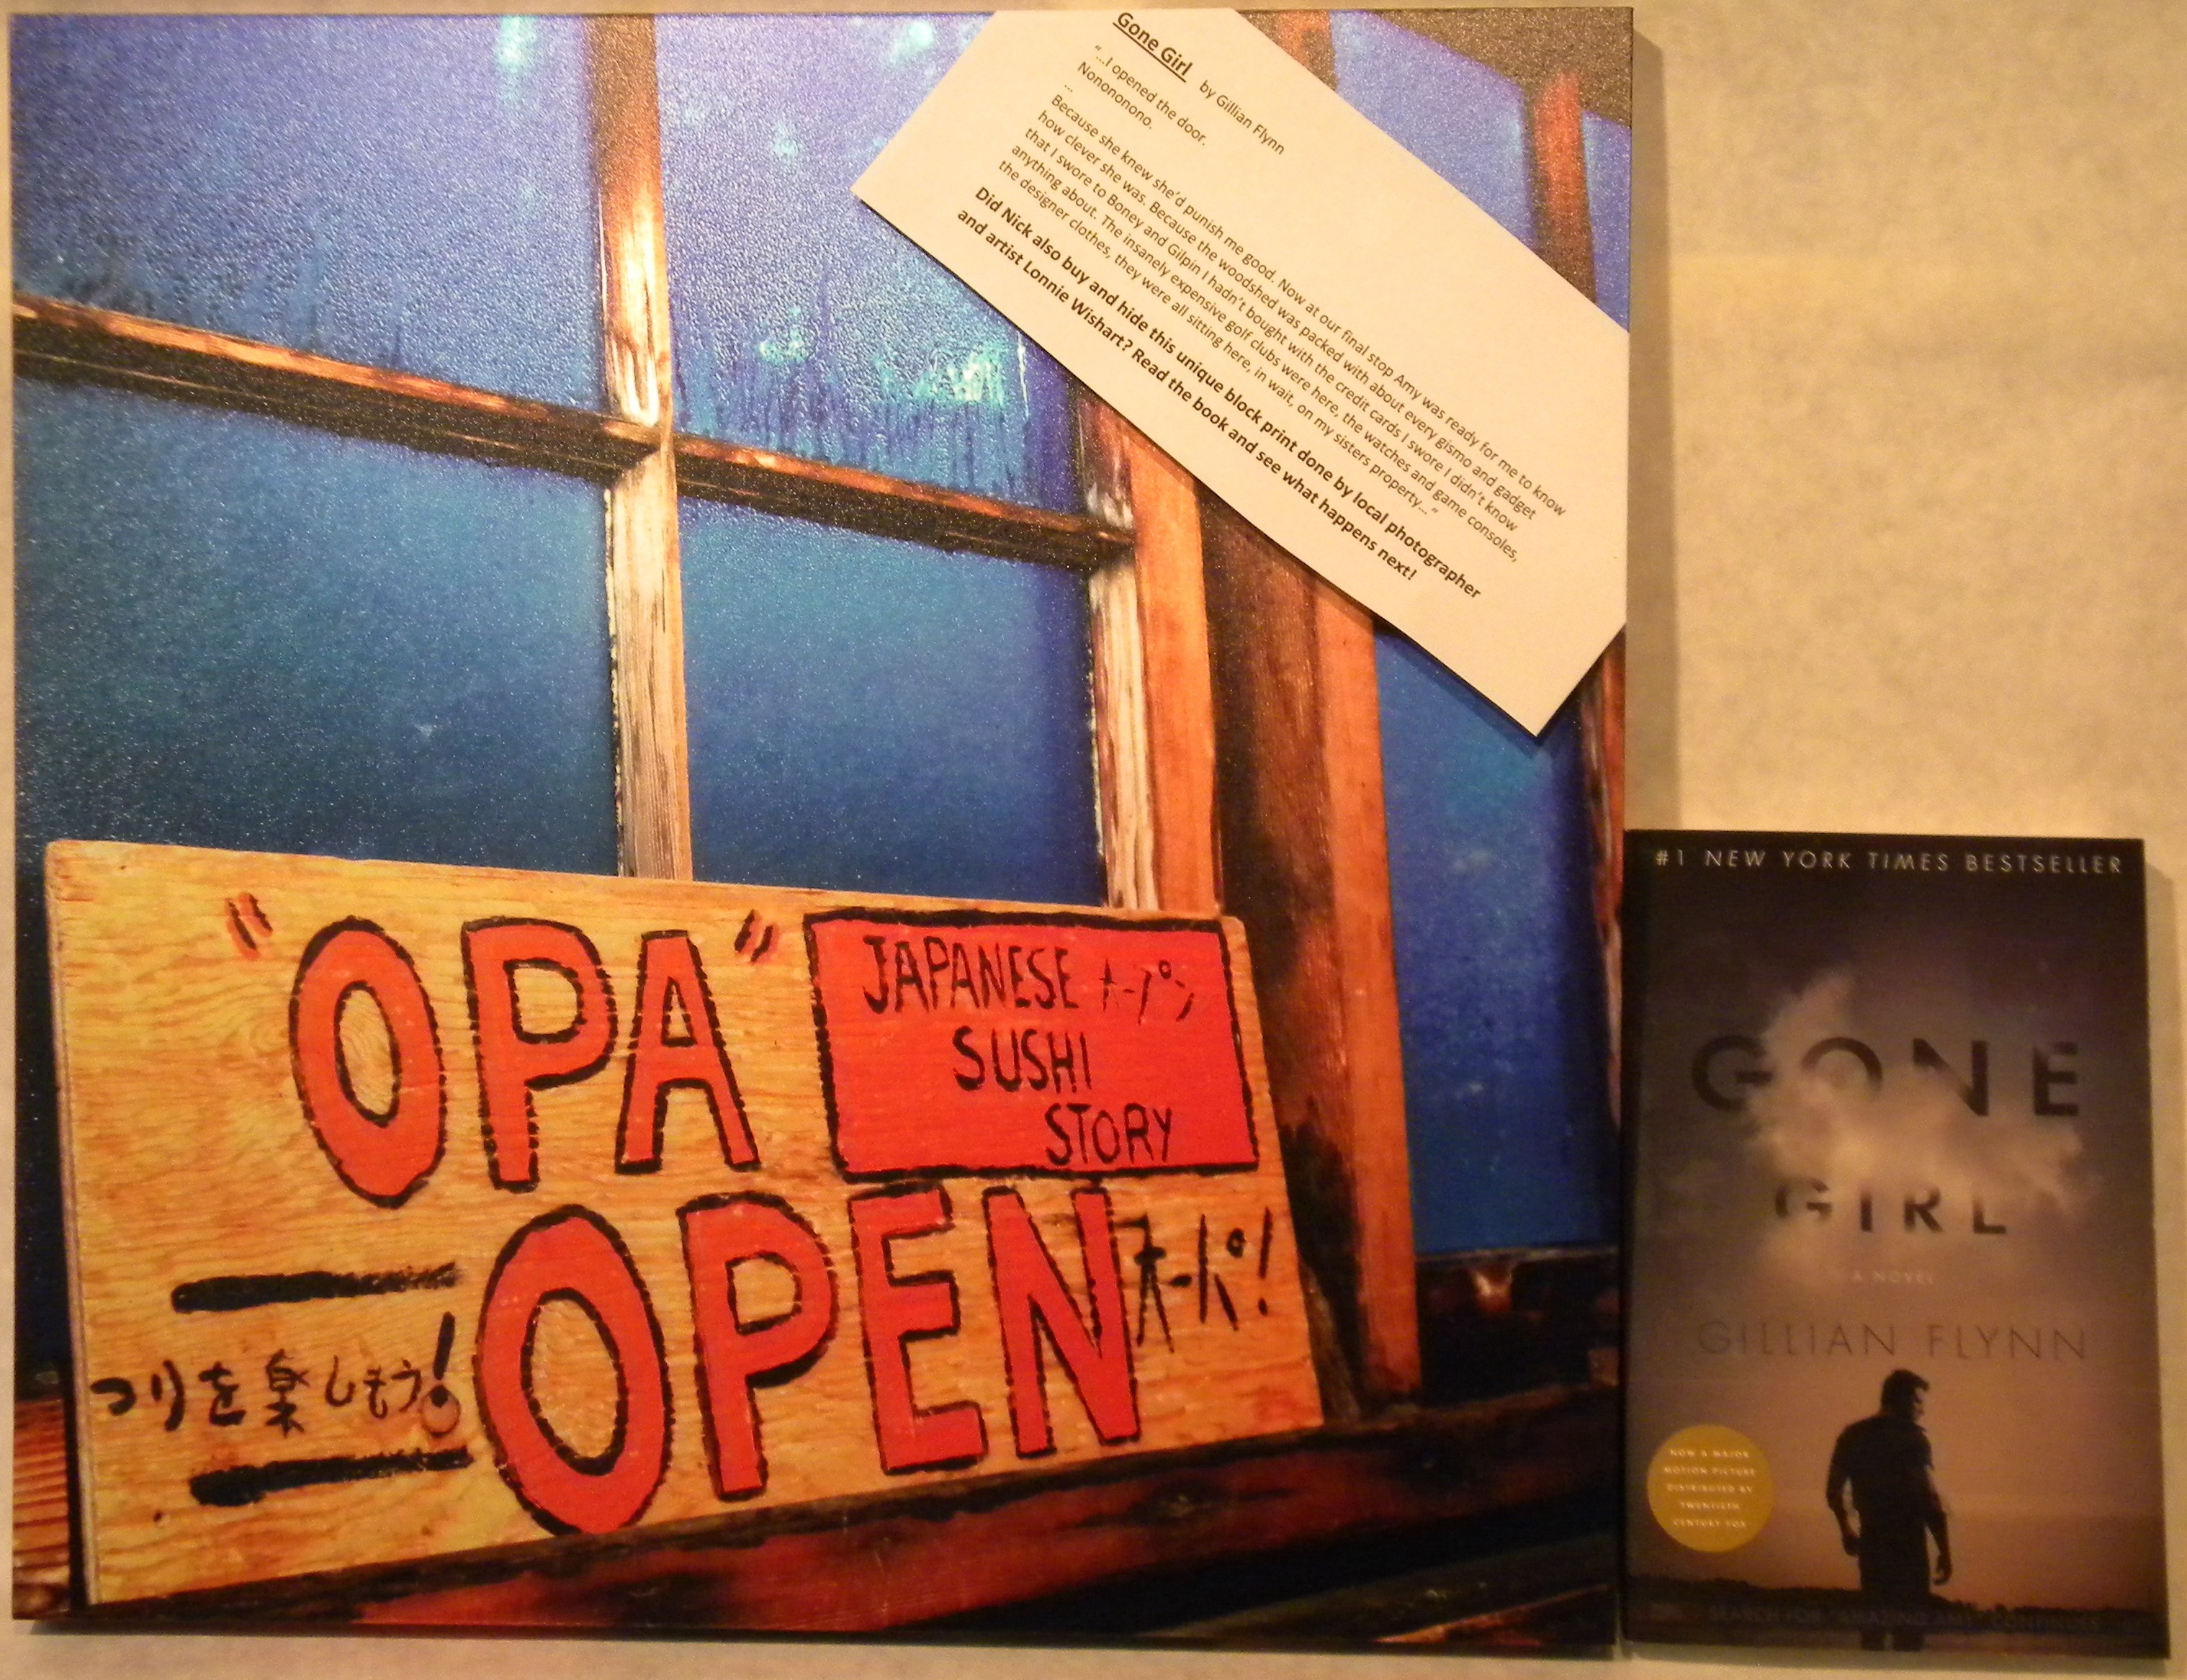 Gone Girl by Gillian Flynn
“...I opened the door.
Nonononono.
...
Because she knew she'd punish me good. Now at our final stop Amy was ready for me to know
how clever she was. Because the woodshed was packed with about every gismo and gadget
that I swore to Boney and Gilpin I hadn't bought with the credit cards I swore I didn't know
anything about. The insanely expensive golf clubs were here, the watches and game consoles,
the designer clothes, they were all sitting here, in wait, on my sisters property...”
Did Nick also buy and hide this unique block print done by local photographer
and artist Lonnie Wishart? Read the book and see what happens next!
"OPA"
JAPANESE オープン
SUSHI
STORY
OPEN オーパ!
つりを楽しもう!
#1 NEW YORK TIMES BESTSELLER
GONE
GIRL
A NOVEL
GILLIAN FLYNN
NOW A MAJOR
MOTION PICTURE
DISTRIBUTED BY
TWENTIETH
CENTURY FOX
SEARCH FOR "AMAZING AMY" CONTINUES